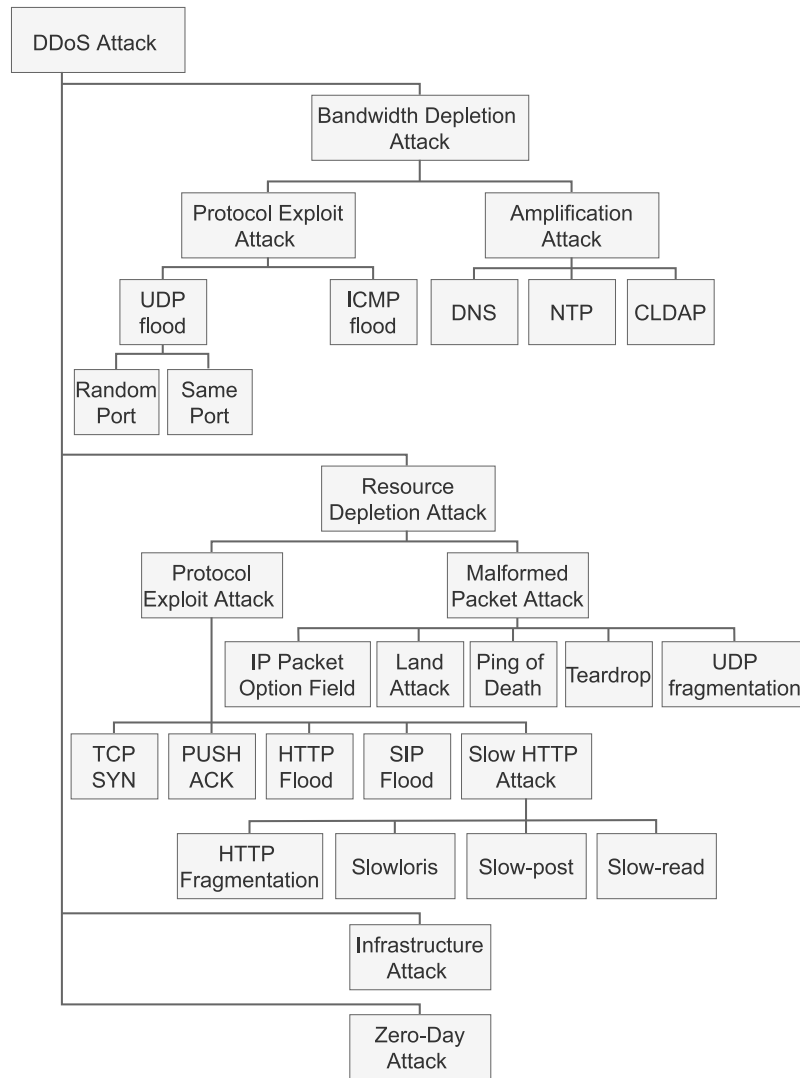 DDoS Attack
Bandwidth Depletion
Attack
Protocol Exploit
Attack
Amplification
Attack
UDP
flood
ICMP
flood
DNS
NTP
CLDAP
Random
Port
Same
Port
Resource
Depletion Attack
Protocol
Exploit Attack
Malformed
Packet Attack
IP Packet
Option Field
Land
Attack
Ping of
Death
Teardrop
UDP
fragmentation
TCP
SYN
PUSH
ACK
HTTP
Flood
SIP
Flood
Slow HTTP
Attack
HTTP
Fragmentation
Slowloris
Slow-post
Slow-read
Infrastructure
Attack
Zero-Day
Attack